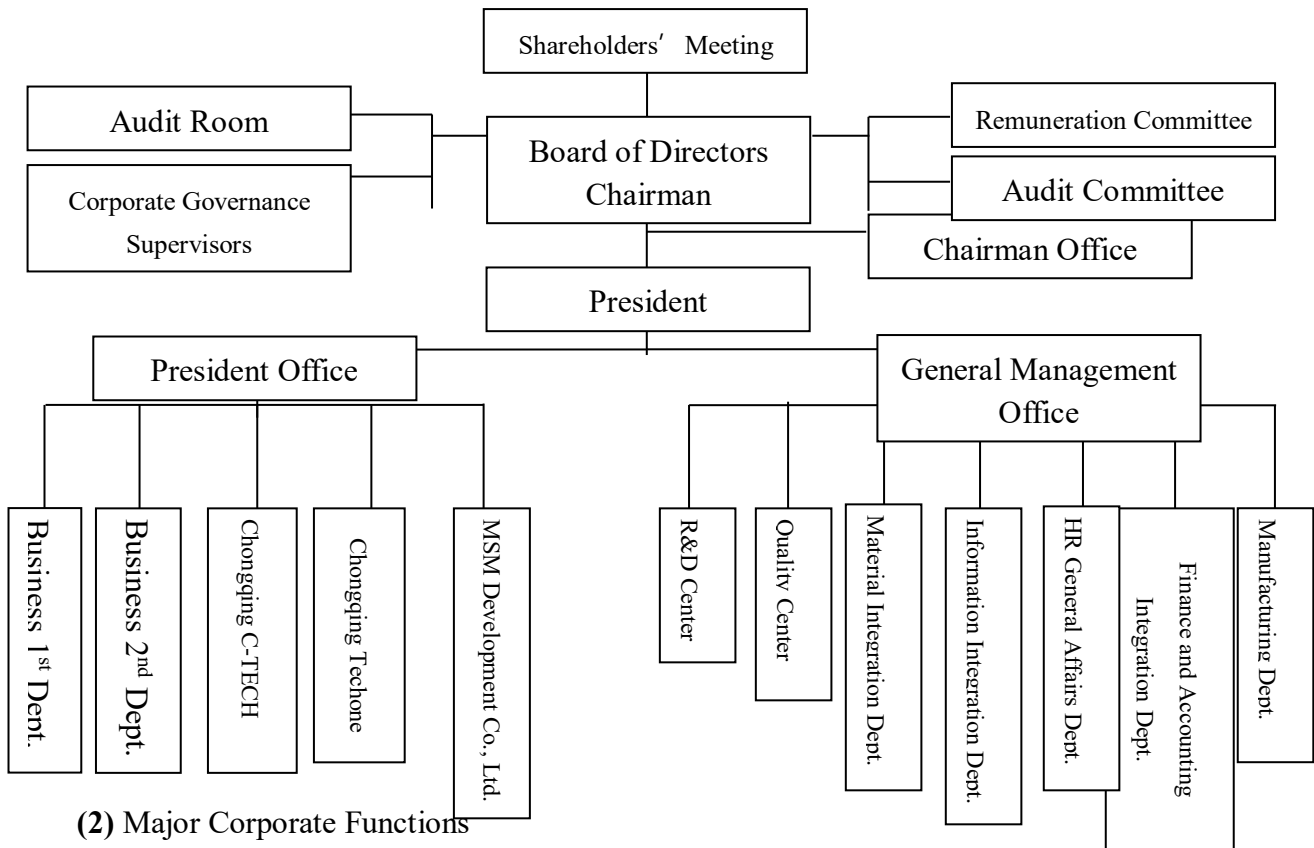 Shareholders′ Meeting
Audit Room
Board of Directors
Chairman
Remuneration Committee
Corporate Governance
Supervisors
Audit Committee
Chairman Office
President
President Office
General Management
Office
Business 1st Dept.
Business 2nd Dept.
Chongqing C-TECH
Chongqing Techone
MSM Development Co., Ltd.
R&D Center
Quality Center
Material Integration Dept.
Information Integration Dept.
HR General Affairs Dept.
Finance and Accounting
Integration Dept.
Manufacturing Dept.
(2) Major Corporate Functions